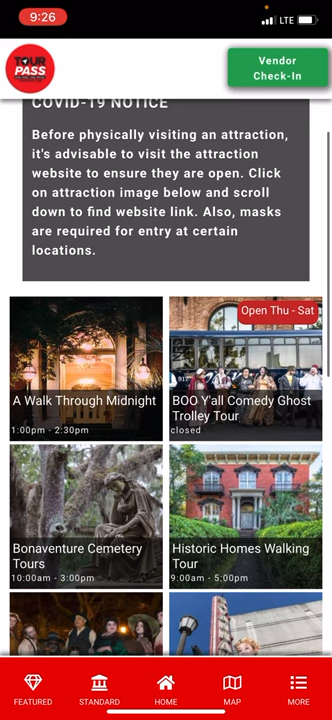 9:26
LTE
TOUR
PASS
Vendor
Check-In
COVID-19 NOTICE
Before physically visiting an attraction,
it's advisable to visit the attraction
website to ensure they are open. Click
on attraction image below and scroll
down to find website link. Also, masks
are required for entry at certain
locations.
Open Thu - Sat
A Walk Through Midnight
1:00pm - 2:30pm
BOO Y'all Comedy Ghost
Trolley Tour
closed
Bonaventure Cemetery
Tours
10:00am - 3:00pm
Historic Homes Walking
Tour
9:00am - 5:00pm
FEATURED
STANDARD
HOME
MAP
MORE